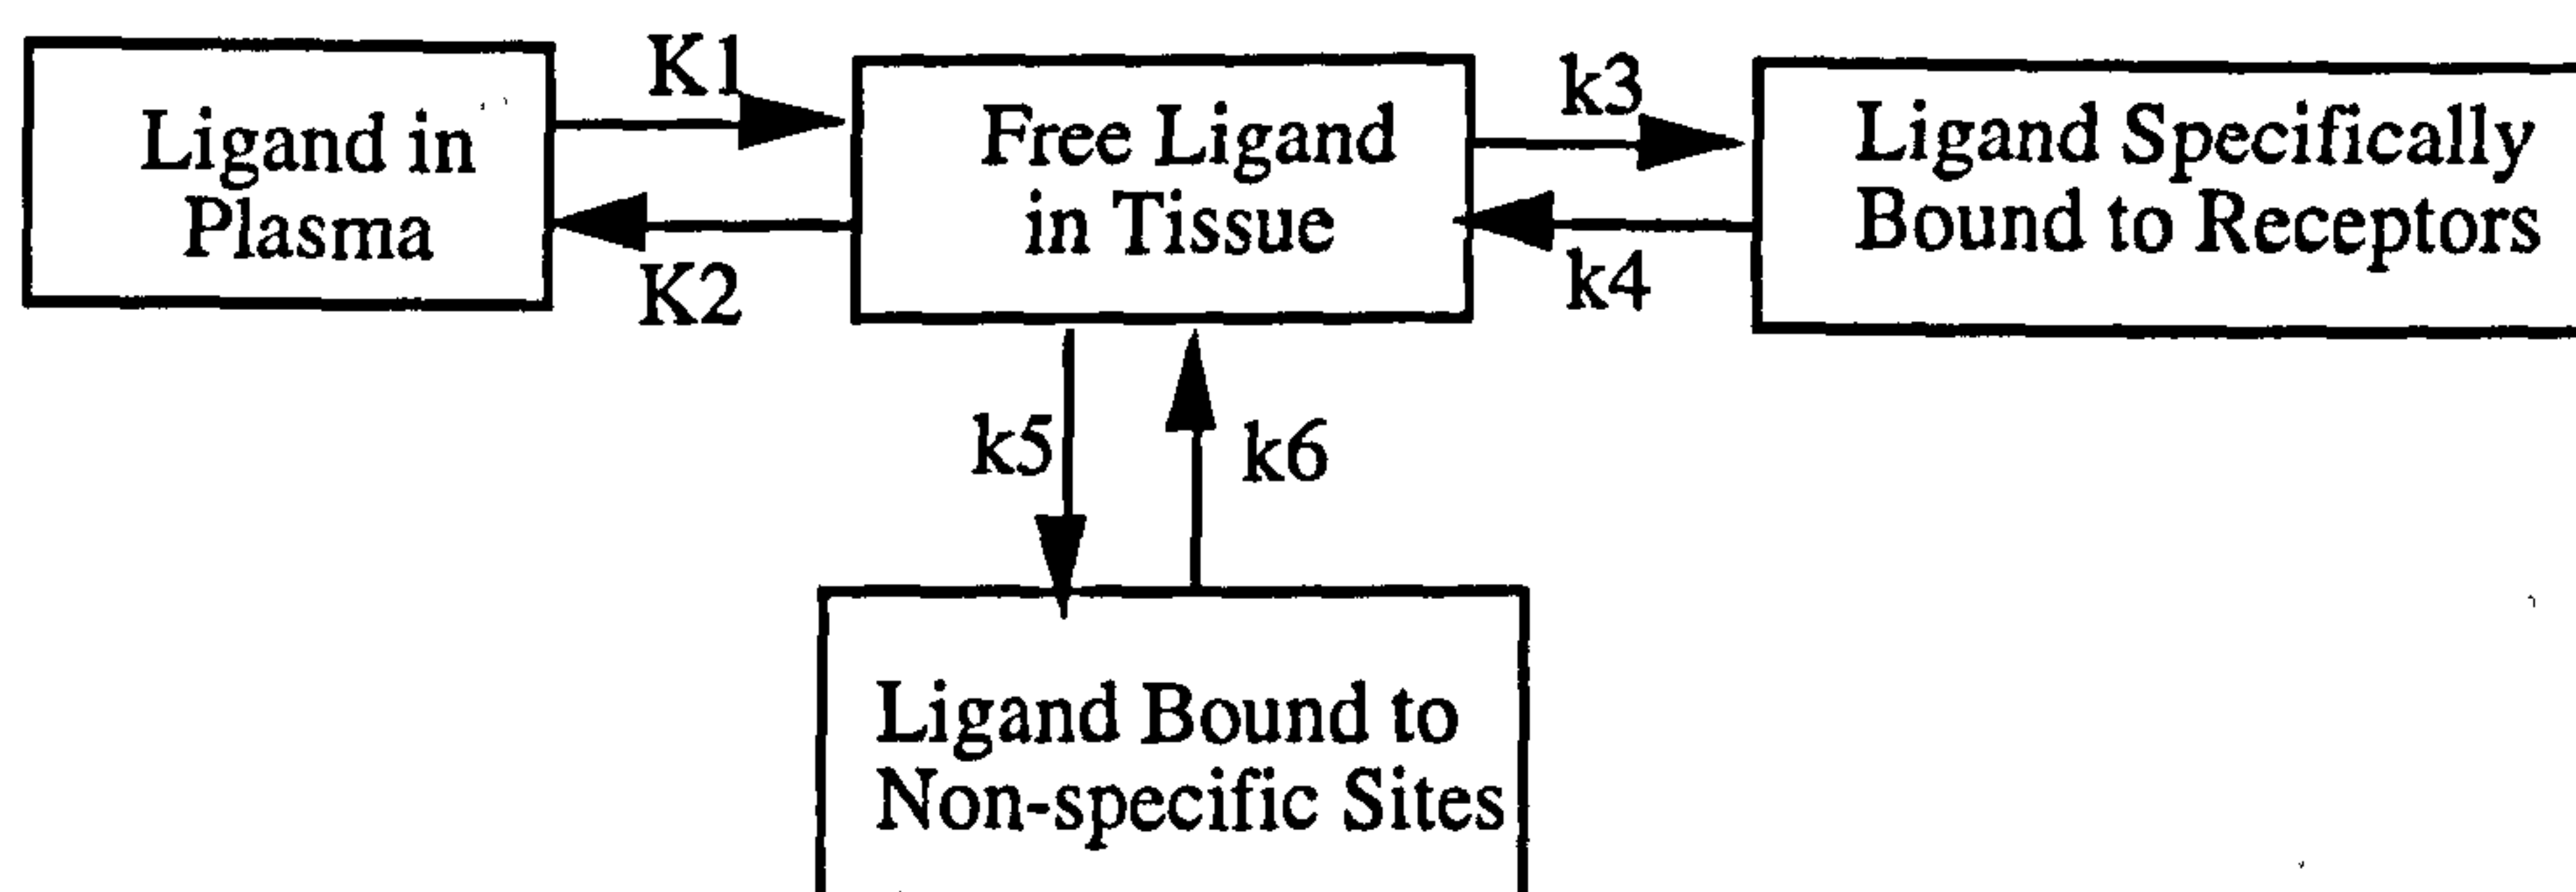 K1
Ligand in
Plasma
K2
Free Ligand
in Tissue
k3
k4
Ligand Specifically
Bound to Receptors
k5
k6
Ligand Bound to
Non-specific Sites